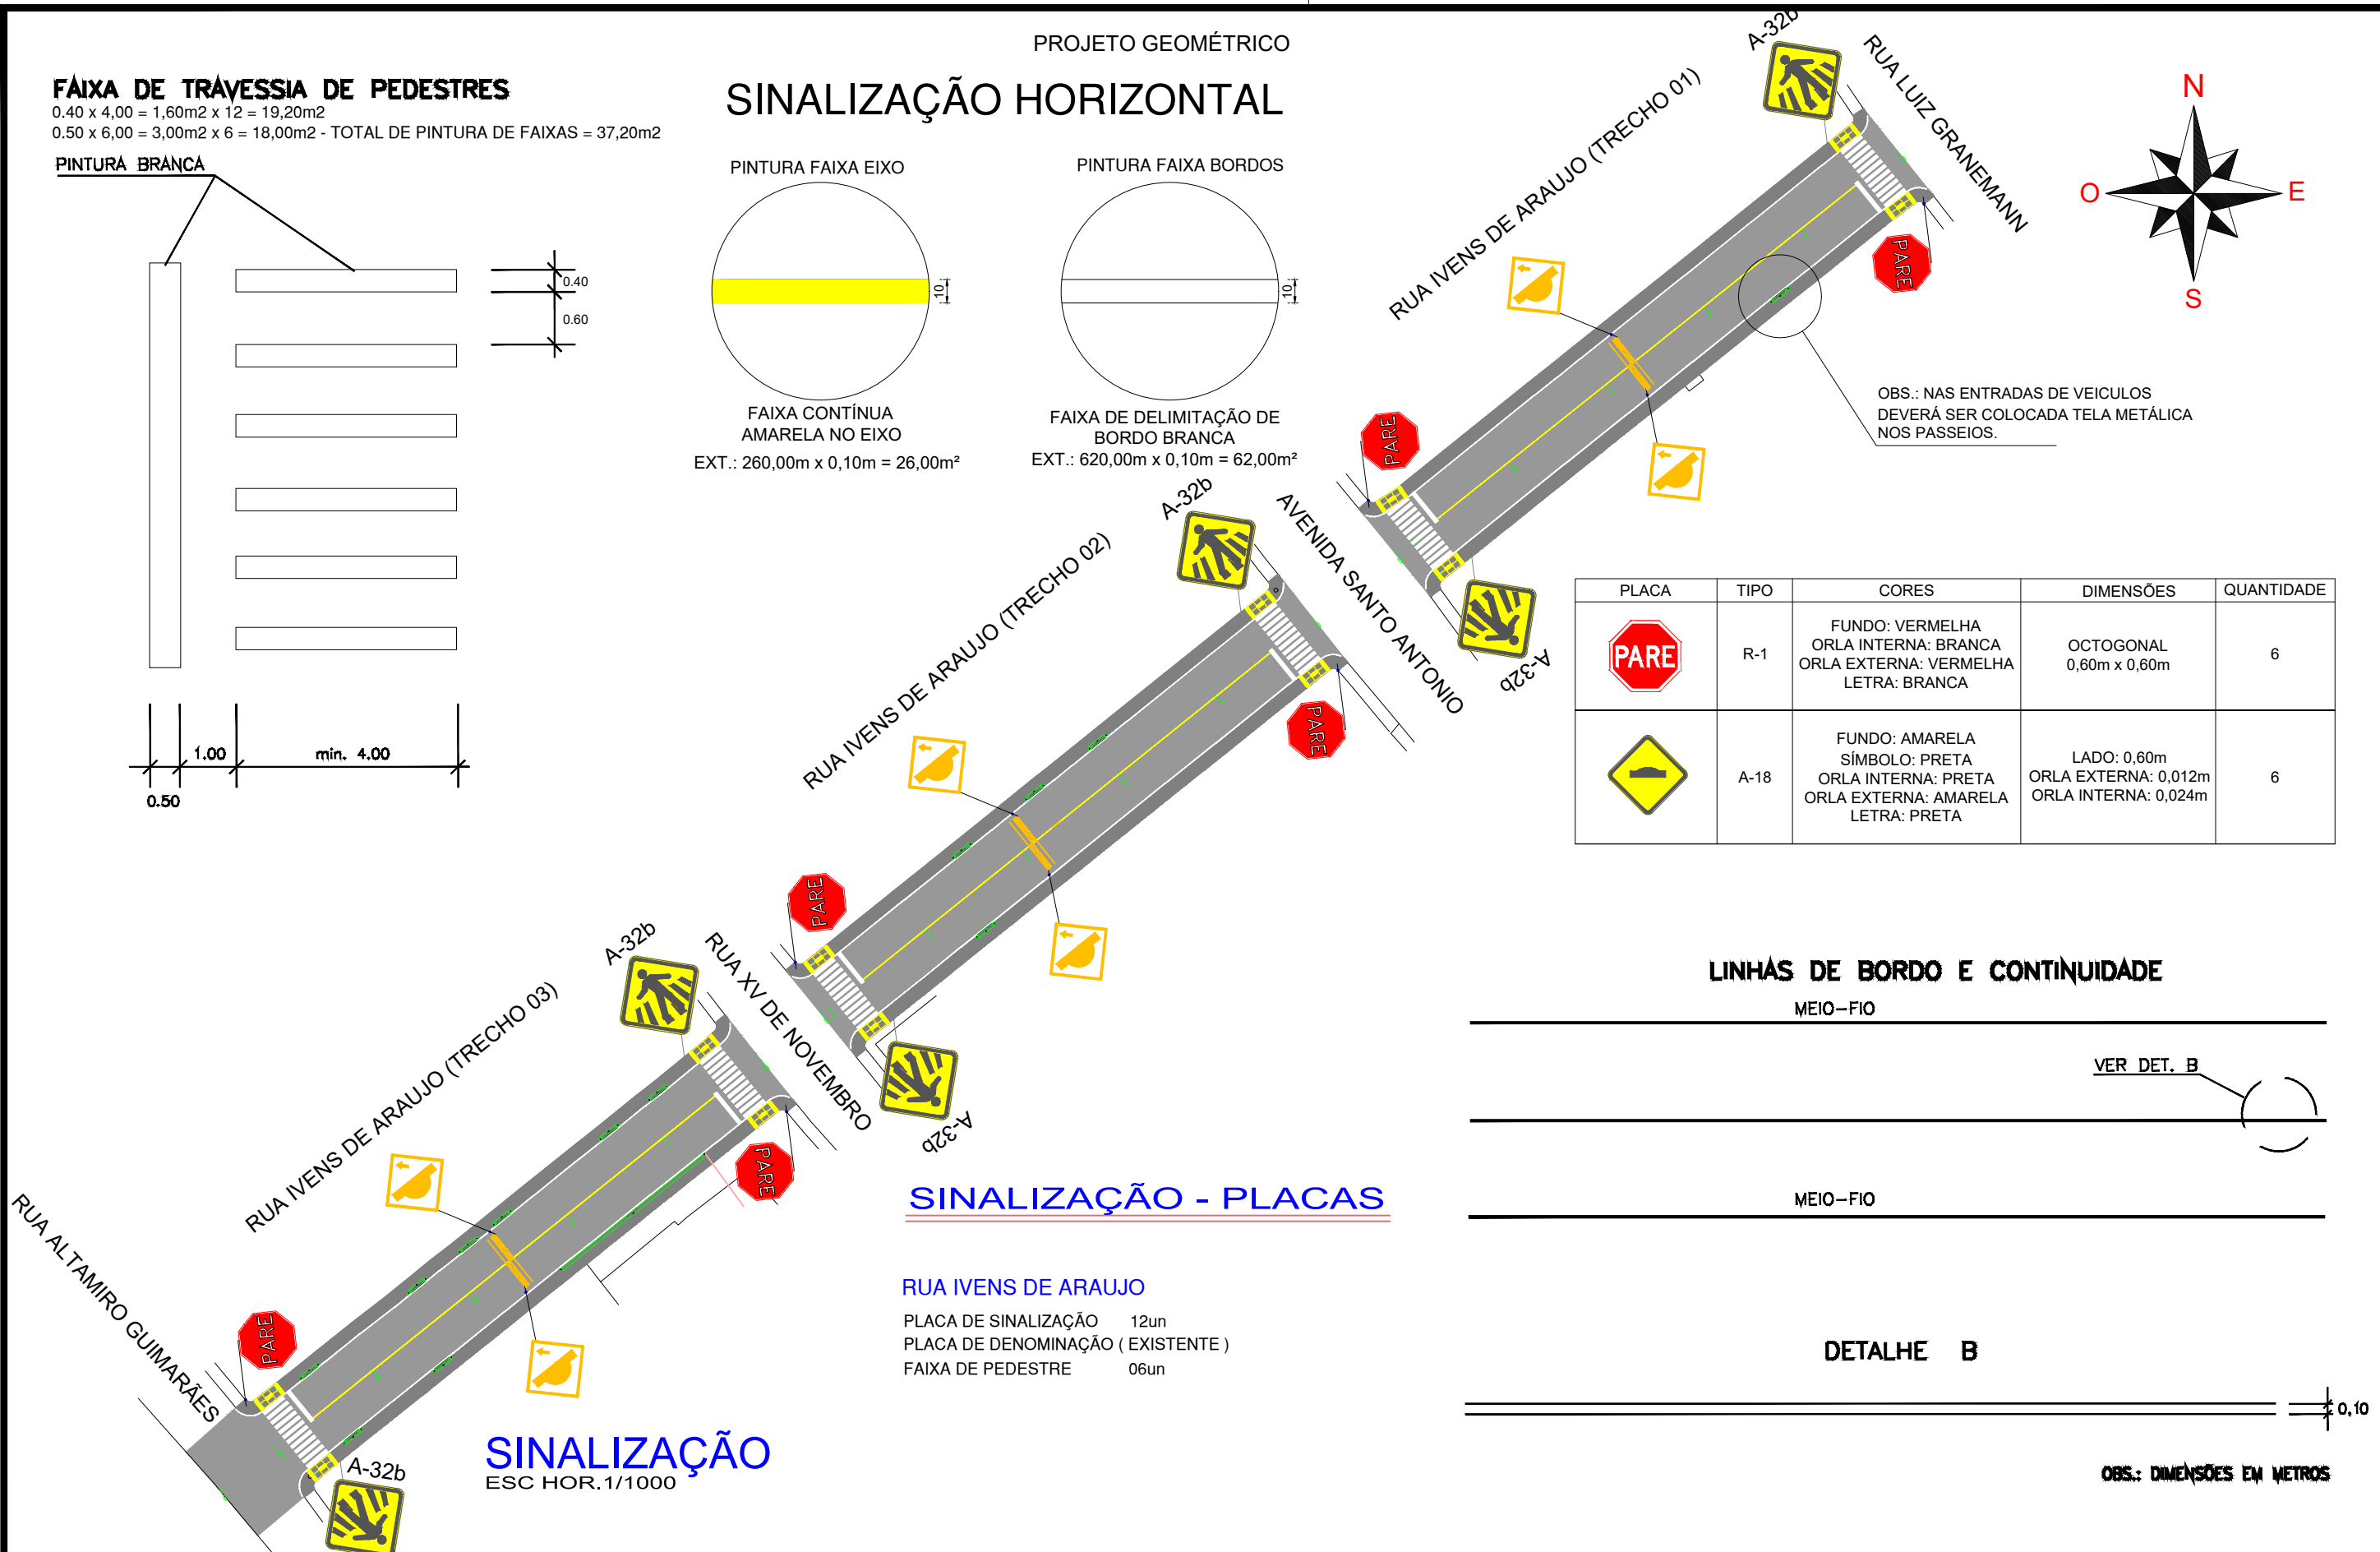 PROJETO GEOMÉTRICO
SINALIZAÇÃO HORIZONTAL
FAIXA DE TRAVESSIA DE PEDESTRES
0.40 x 4,00 = 1,60m2 x 12 = 19,20m2
0.50 x 6,00 = 3,00m2 x 6 = 18,00m2 - TOTAL DE PINTURA DE FAIXAS = 37,20m2
PINTURA BRANCA
0.40
0.60
1.00
min. 4.00
0.50
PINTURA FAIXA EIXO
10
FAIXA CONTÍNUA
AMARELA NO EIXO
EXT.: 260,00m x 0,10m = 26,00m²
PINTURA FAIXA BORDOS
10
FAIXA DE DELIMITAÇÃO DE
BORDO BRANCA
EXT.: 620,00m x 0,10m = 62,00m²
A-32b
RUA LUIZ GRANEMANN
RUA IVENS DE ARAUJO (TRECHO 01)
PARE
N
O
E
S
OBS.: NAS ENTRADAS DE VEICULOS
DEVERÁ SER COLOCADA TELA METÁLICA
NOS PASSEIOS.
PARE
A-32b
A-32b
AVENIDA SANTO ANTONIO
RUA IVENS DE ARAUJO (TRECHO 02)
PARE
PARE
A-32b
A-32b
RUA XV DE NOVEMBRO
RUA IVENS DE ARAUJO (TRECHO 03)
PARE
PARE
RUA ALTAMIRO GUIMARÃES
A-32b
PLACA TIPO CORES DIMENSÕES QUANTIDADE
PARE
R-1
FUNDO: VERMELHA
ORLA INTERNA: BRANCA
ORLA EXTERNA: VERMELHA
LETRA: BRANCA
OCTOGONAL
0,60m x 0,60m
6
A-18
FUNDO: AMARELA
SÍMBOLO: PRETA
ORLA INTERNA: PRETA
ORLA EXTERNA: AMARELA
LETRA: PRETA
LADO: 0,60m
ORLA EXTERNA: 0,012m
ORLA INTERNA: 0,024m
6
LINHAS DE BORDO E CONTINUIDADE
MEIO-FIO
VER DET. B
MEIO-FIO
DETALHE B
0,10
OBS.: DIMENSÕES EM METROS
SINALIZAÇÃO - PLACAS
RUA IVENS DE ARAUJO
PLACA DE SINALIZAÇÃO 12un
PLACA DE DENOMINAÇÃO ( EXISTENTE )
FAIXA DE PEDESTRE 06un
SINALIZAÇÃO
ESC HOR.1/1000